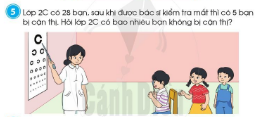 5 Lớp 2C có 28 bạn, sau khi được bác sĩ kiểm tra mắt thì có 5 bạn
bị cận thị. Hỏi lớp 2C có bao nhiêu bạn không bị cận thị?